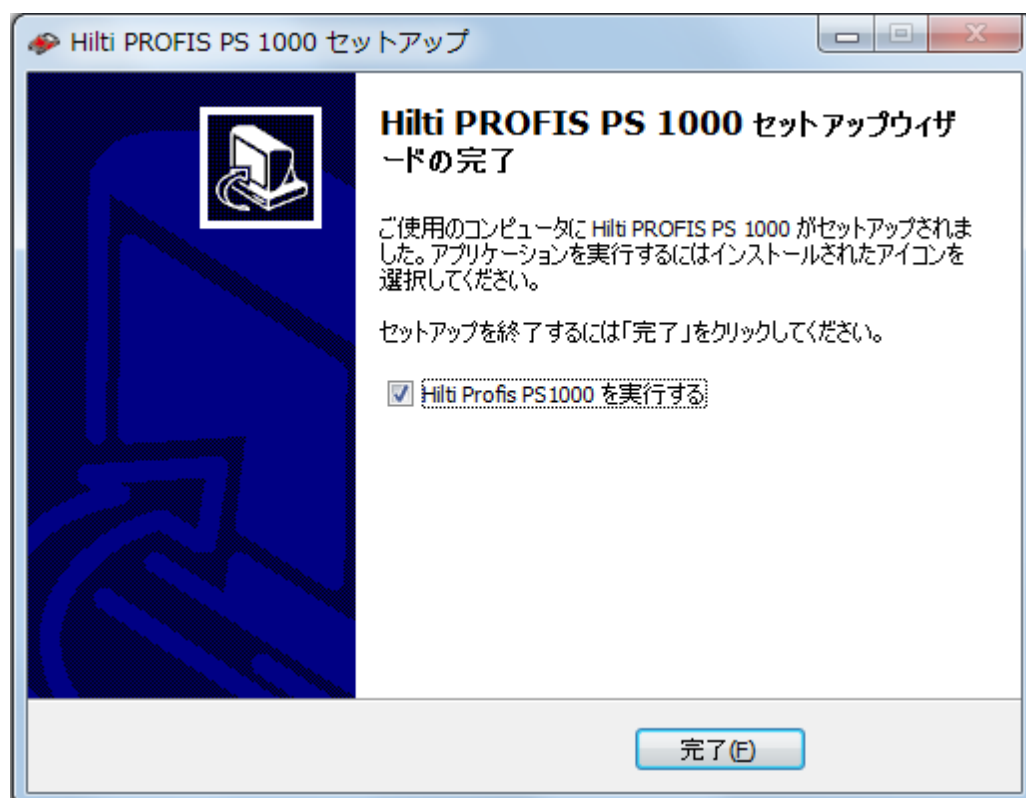 Hilti PROFIS PS 1000 セットアップ
Hilti PROFIS PS 1000 セットアップウィザ
ードの完了
ご使用のコンピュータに Hilti PROFIS PS 1000 がセットアップされま
した。アプリケーションを実行するにはインストールされたアイコンを
選択してください。
セットアップを終了するには「完了」をクリックしてください。
Hilti Profis PS1000 を実行する
完了(F)